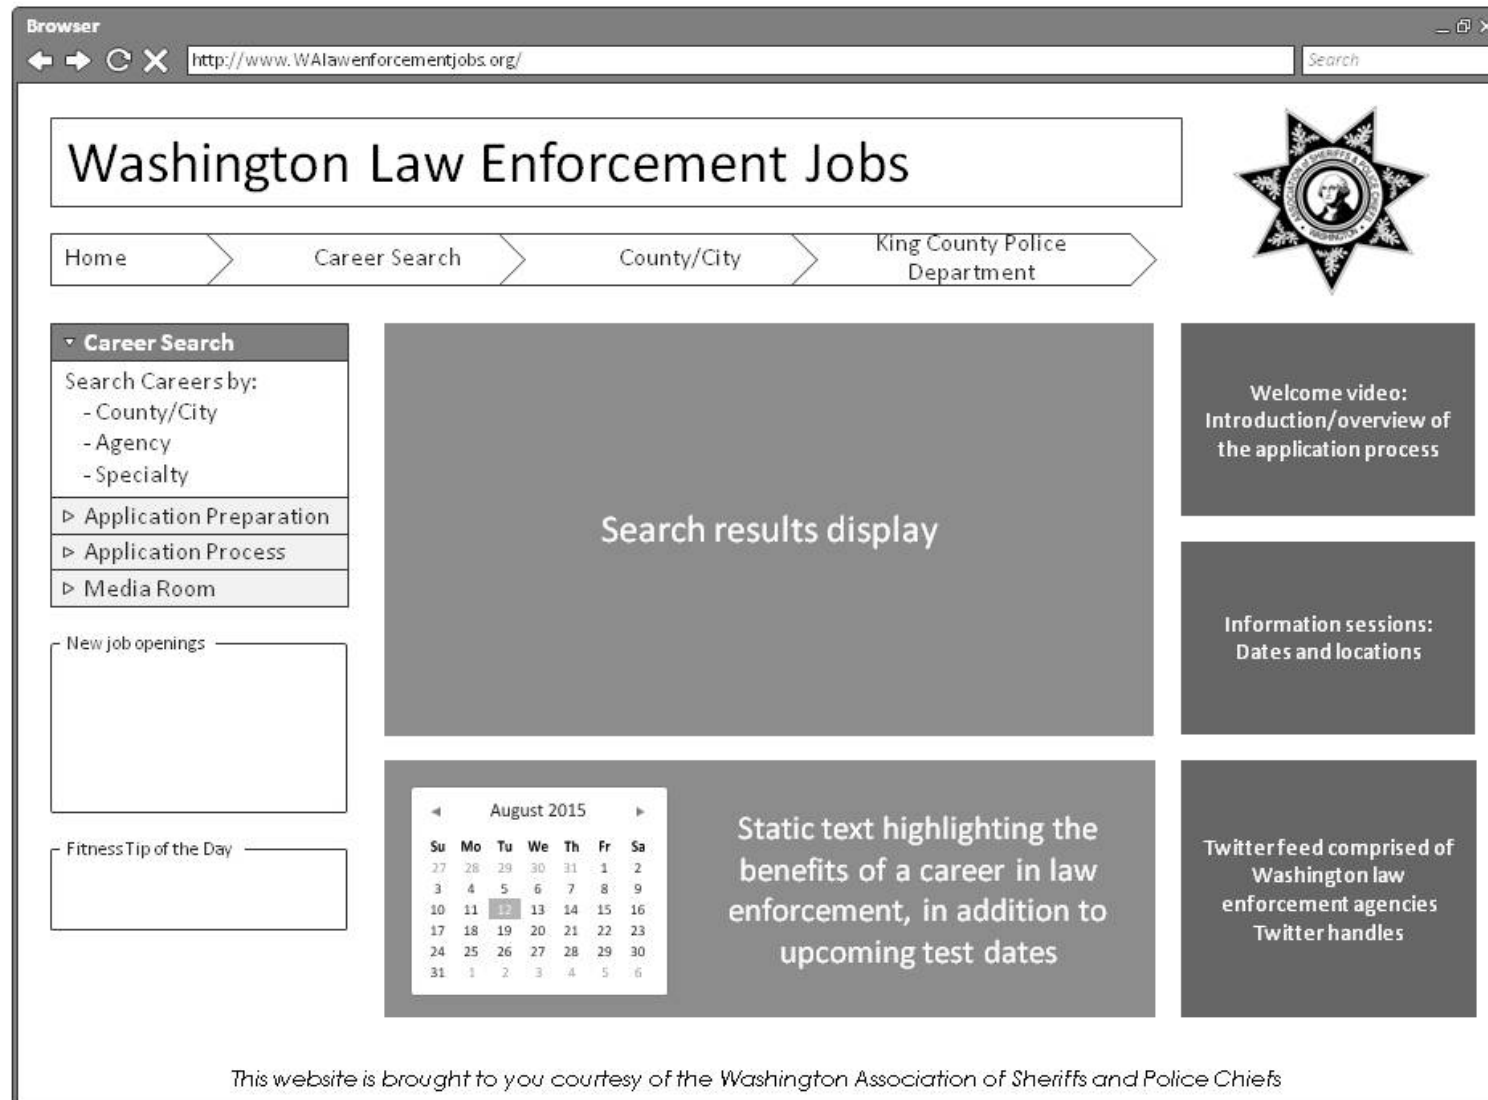 Browser
http://www.WAlawenforcementjobs.org/
Search
Washington Law Enforcement Jobs
ASSOCIATION of SHERIFFS & POLICE CHIEFS
WASHINGTON
Home
Career Search
County/City
King County Police
Department
Career Search
Search Careers by:
- County/City
- Agency
- Specialty
Application Preparation
Application Process
Media Room
New job openings
Fitness Tip of the Day
Search results display
August 2015
Su Mo Tu We Th Fr Sa
27 28 29 30 31 1 2
3 4 5 6 7 8 9
10 11 12 13 14 15 16
17 18 19 20 21 22 23
24 25 26 27 28 29 30
31 1 2 3 4 5 6
Static text highlighting the
benefits of a career in law
enforcement, in addition to
upcoming test dates
Welcome video:
Introduction/overview of
the application process
Information sessions:
Dates and locations
Twitter feed comprised of
Washington law
enforcement agencies
Twitter handles
This website is brought to you courtesy of the Washington Association of Sheriffs and Police Chiefs